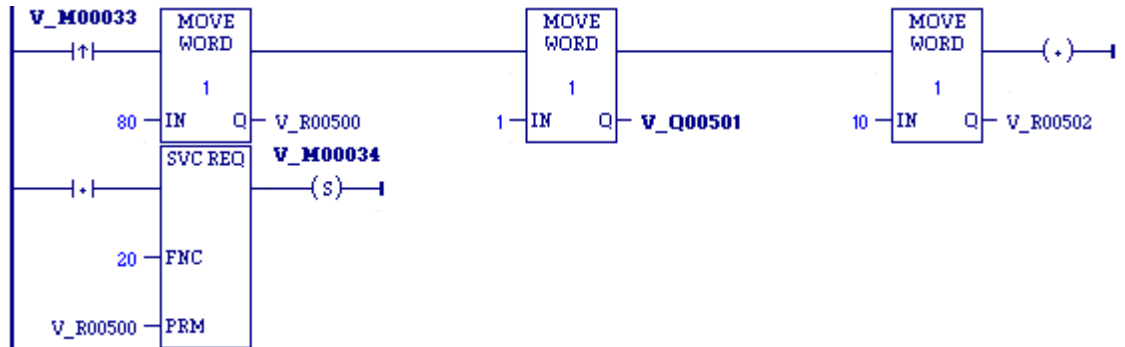 V_M00033
MOVE WORD
MOVE WORD
MOVE WORD
1
1
1
80 IN Q V_R00500
1 IN Q V_Q00501
10 IN Q V_R00502
SVC REQ V_M00034
(S)
20 FNC
V_R00500 PRM